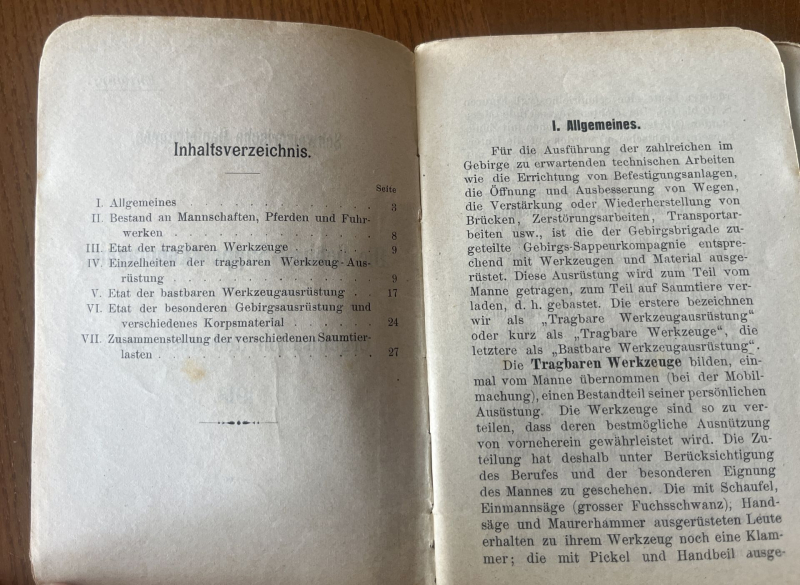 Inhaltsverzeichnis.
Seite
I. Allgemeines . . . . . . . . . . . 3
II. Bestand an Mannschaften, Pferden und Fuhr-
werken . . . . . . . . . . . . 8
III. Etat der tragbaren Werkzeuge . . . . . 9
IV. Einzelheiten der tragbaren Werkzeug-Aus-
rüstung . . . . . . . . . . . . 9
V. Etat der bastbaren Werkzeugausrüstung . . 17
VI. Etat der besonderen Gebirgsausrüstung und
verschiedenes Korpsmaterial . . . . . 24
VII. Zusammenstellung der verschiedenen Saumtier-
lasten . . . . . . . . . . . . 27
I. Allgemeines.
Für die Ausführung der zahlreichen im
Gebirge zu erwartenden technischen Arbeiten
wie die Errichtung von Befestigungsanlagen,
die Öffnung und Ausbesserung von Wegen,
die Verstärkung oder Wiederherstellung von
Brücken, Zerstörungsarbeiten, Transportar-
beiten usw., ist die der Gebirgsbrigade zu-
geteilte Gebirgs-Sappeurkompagnie entspre-
chend mit Werkzeugen und Material ausge-
rüstet. Diese Ausrüstung wird zum Teil vom
Manne getragen, zum Teil auf Saumtiere ver-
laden, d. h. gebastet. Die erstere bezeichnen
wir als „Tragbare Werkzeugausrüstung“
oder kurz als „Tragbare Werkzeuge“, die
letztere als „Bastbare Werkzeugausrüstung“.
Die Tragbaren Werkzeuge bilden, ein-
mal vom Manne übernommen (bei der Mobil-
machung), einen Bestandteil seiner persönlichen
Ausüstung. Die Werkzeuge sind so zu ver-
teilen, dass deren bestmögliche Ausnützung
von vorneherein gewährleistet wird. Die Zu-
teilung hat deshalb unter Berücksichtigung
des Berufes und der besonderen Eignung
des Mannes zu geschehen. Die mit Schaufel,
Einmannsäge (grosser Fuchsschwanz), Hand-
säge und Maurerhammer ausgerüsteten Leute
erhalten zu ihrem Werkzeug noch eine Klam-
mer; die mit Pickel und Handbeil ausge-